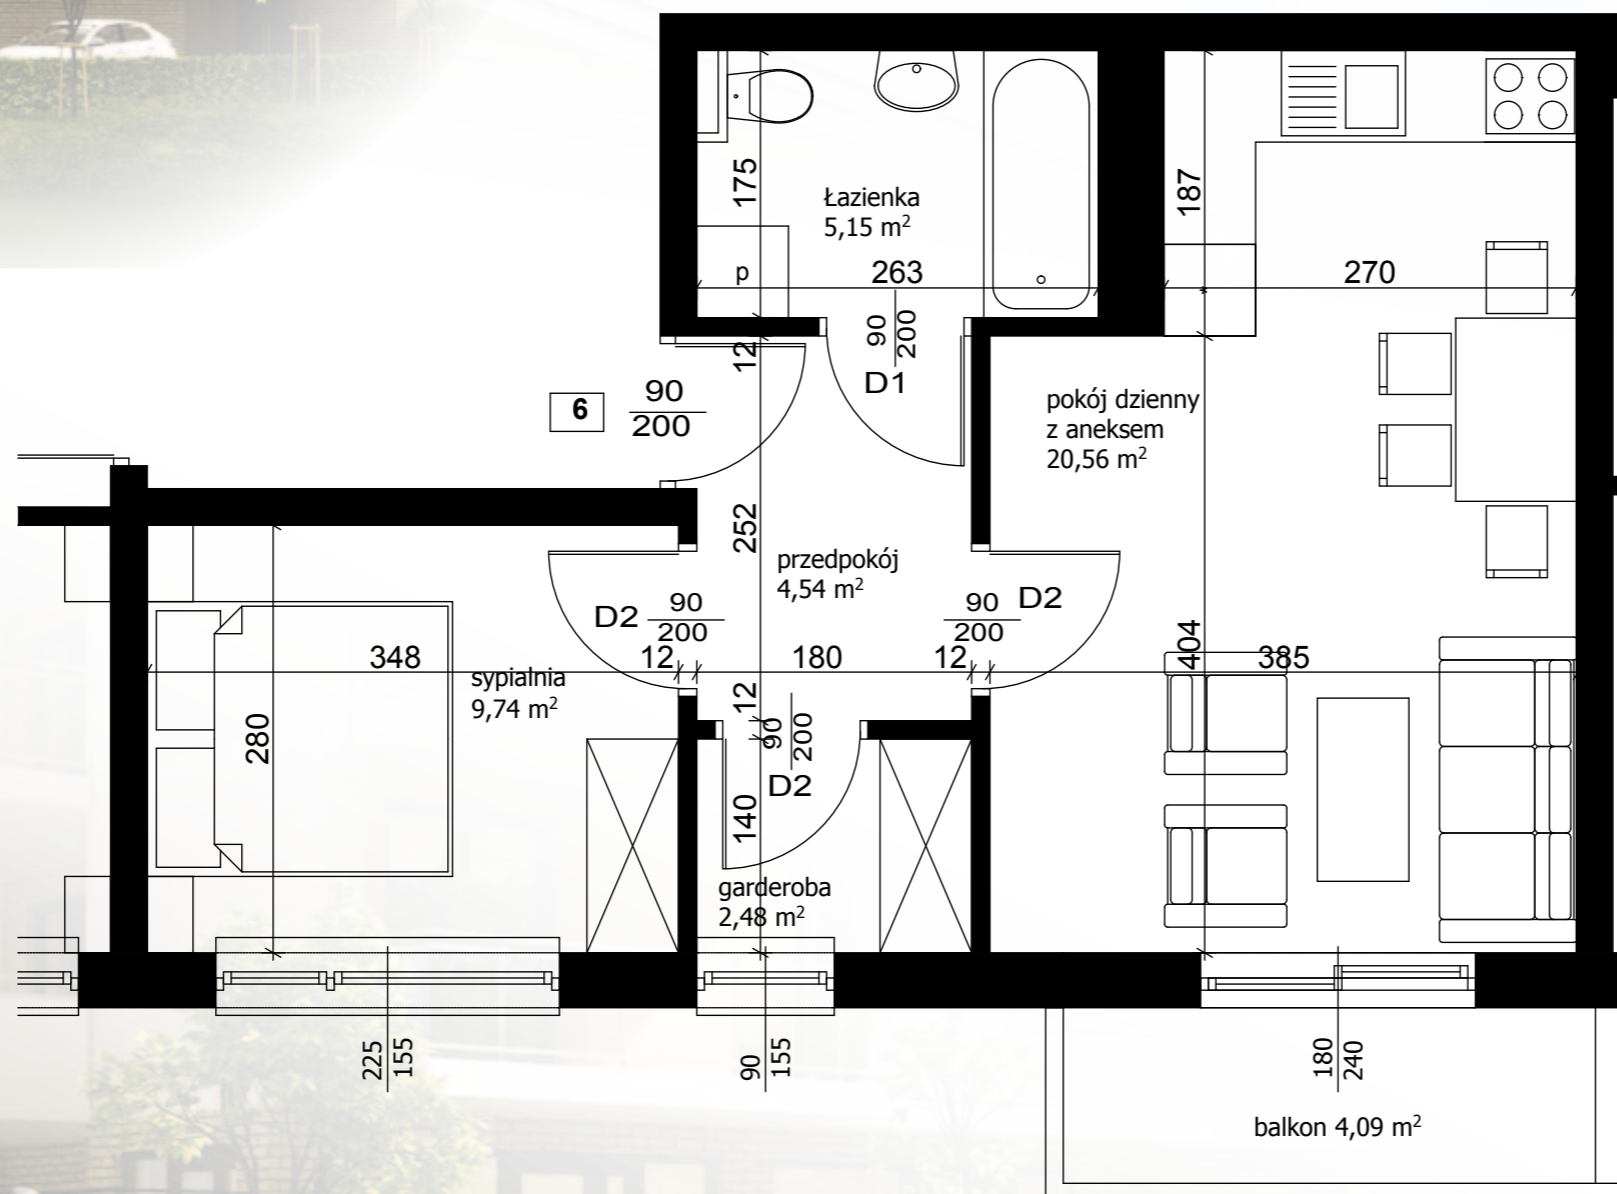 175
Łazienka
5,15 m²
187
p
263
270
90
200
12
D1
6
90
200
pokój dzienny
z aneksem
20,56 m²
252
przedpokój
4,54 m²
D2
90
200
90
200
D2
348
12
180
12
404
385
sypialnia
9,74 m²
280
12
90
200
D2
140
garderoba
2,48 m²
225
155
90
155
180
240
balkon 4,09 m²